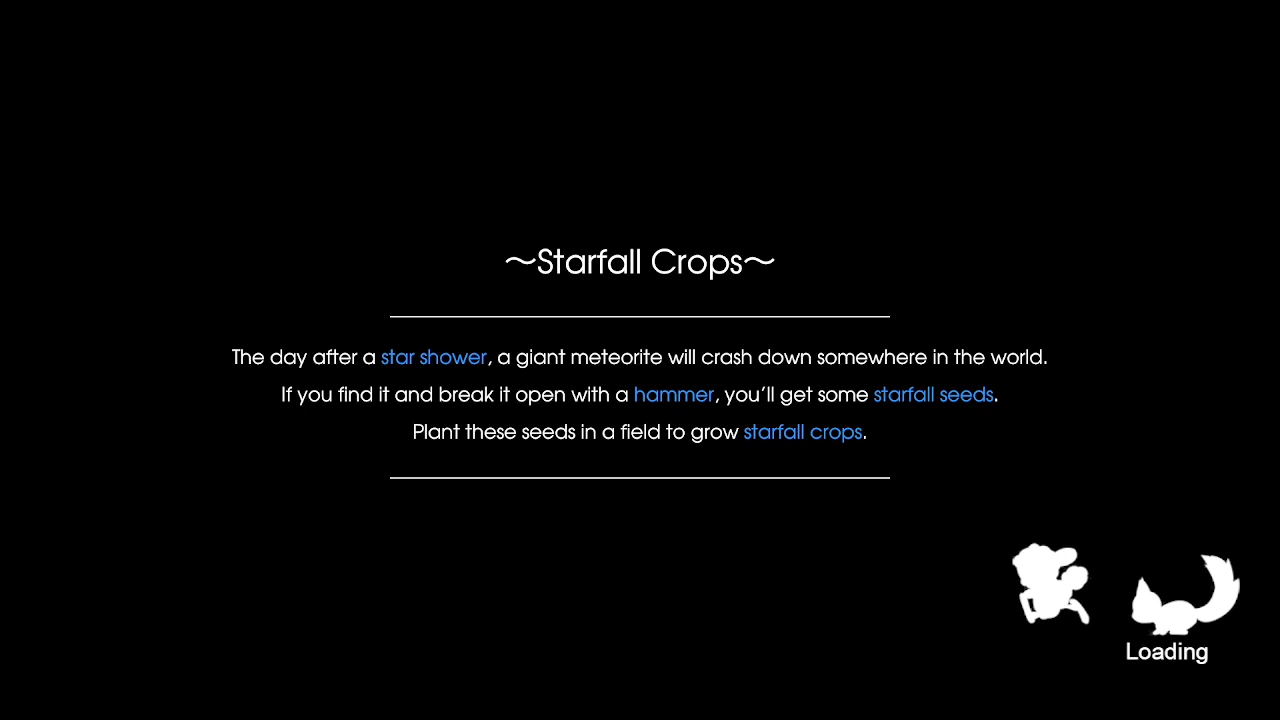 ～Starfall Crops～
The day after a star shower, a giant meteorite will crash down somewhere in the world.
If you find it and break it open with a hammer, you'll get some starfall seeds.
Plant these seeds in a field to grow starfall crops.
Loading